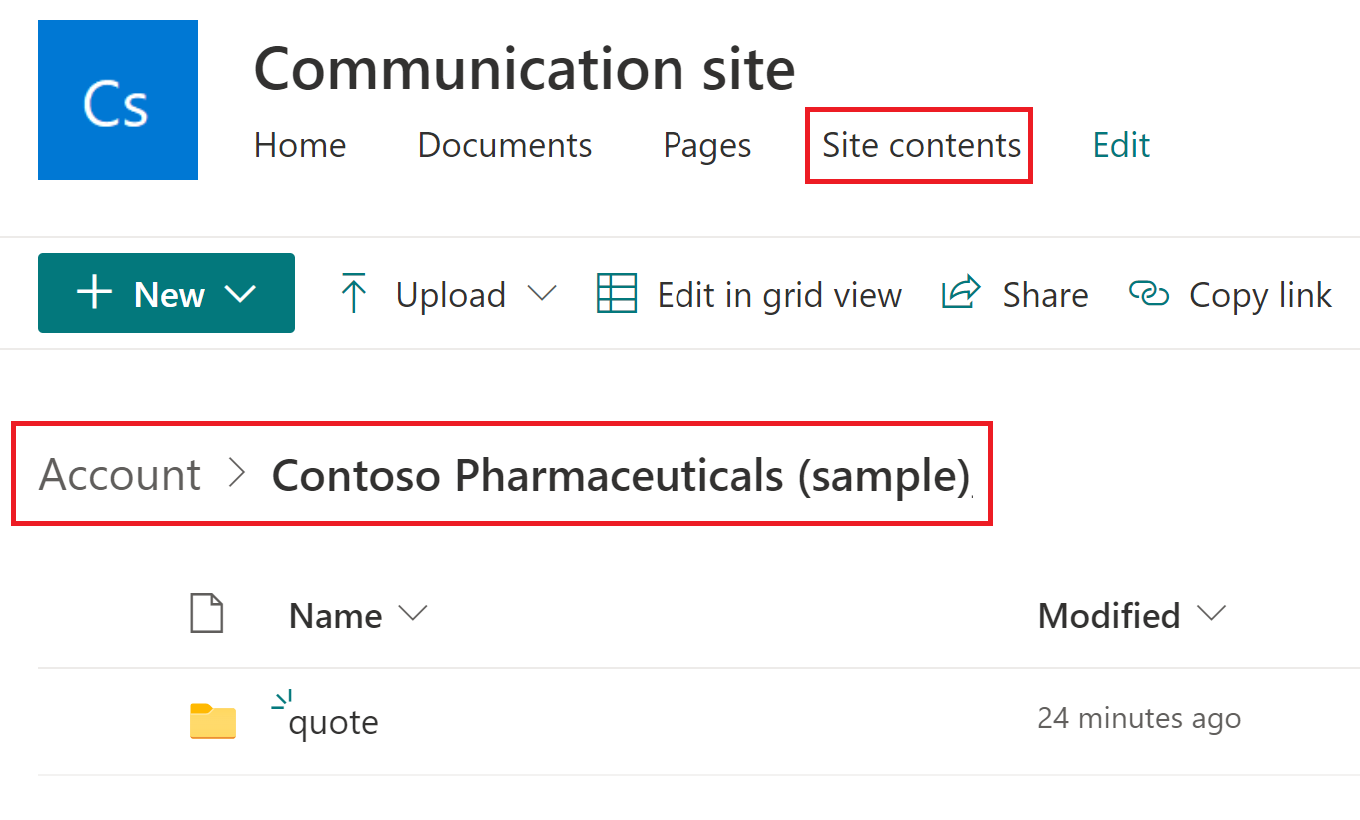 Cs
Communication site
Home Documents Pages Site contents Edit
New Upload Edit in grid view Share Copy link
Account > Contoso Pharmaceuticals (sample)
Name Modified
quote 24 minutes ago